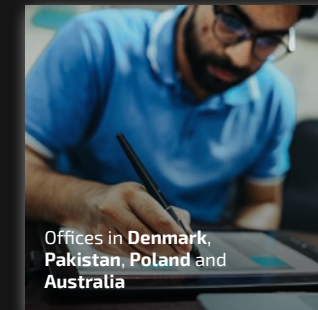 Offices in Denmark,
Pakistan, Poland and
Australia